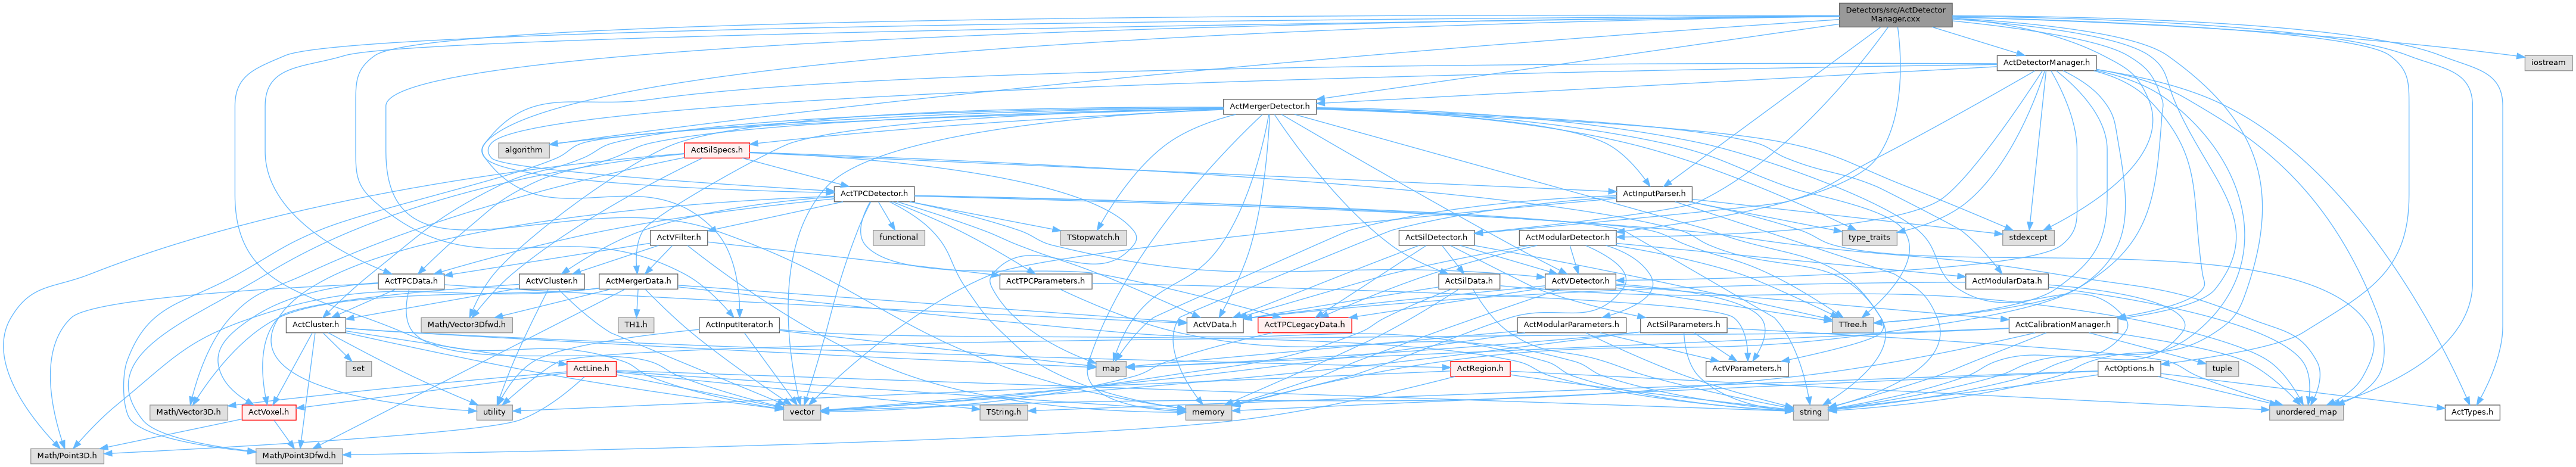 Detectors/src/ActDetector
Manager.cxx
iostream
ActDetectorManager.h
ActMergerDetector.h
algorithm
ActSilSpecs.h
ActTPCDetector.h
ActInputParser.h
functional
TStopwatch.h
type_traits
stdexcept
ActVFilter.h
ActSilDetector.h
ActModularDetector.h
ActTPCData.h
ActVCluster.h
ActMergerData.h
ActTPCParameters.h
ActSilData.h
ActVDetector.h
ActModularData.h
ActCluster.h
Math/Vector3Dfwd.h
TH1.h
ActInputIterator.h
ActVData.h
ActTPCLegacyData.h
ActModularParameters.h
ActSilParameters.h
TTree.h
ActCalibrationManager.h
set
ActLine.h
map
ActRegion.h
ActVParameters.h
tuple
ActOptions.h
Math/Vector3D.h
ActVoxel.h
utility
vector
TString.h
memory
string
unordered_map
ActTypes.h
Math/Point3D.h
Math/Point3Dfwd.h